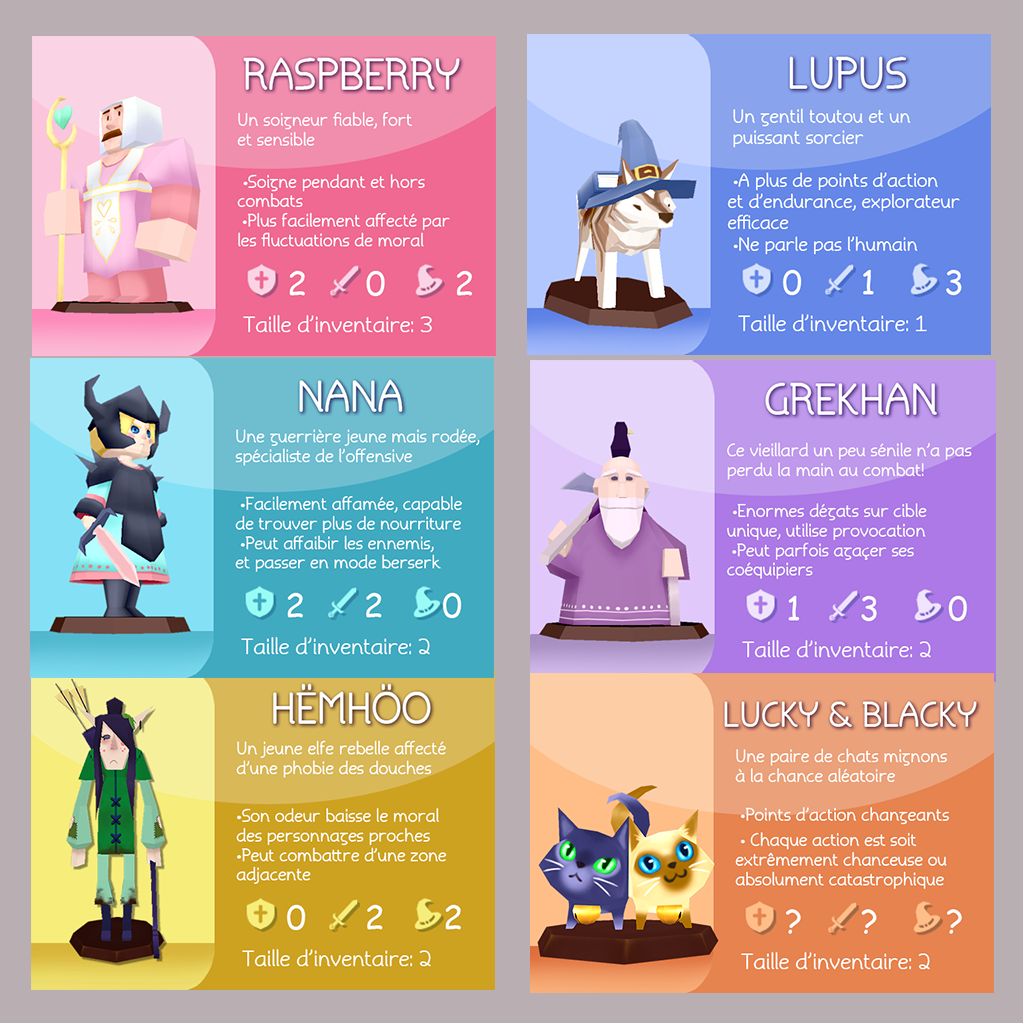 RASPBERRY
Un soigneur fiable, fort
et sensible
•Soigne pendant et hors
combats
•Plus facilement affecté par
les fluctuations de moral
2 0 2
Taille d'inventaire: 3
LUPUS
Un gentil toutou et un
puissant sorcier
•A plus de points d'action
et d'endurance, explorateur
efficace
•Ne parle pas l'humain
0 1 3
Taille d'inventaire: 1
NANA
Une guerrière jeune mais rodée,
spécialiste de l'offensive
•Facilement affamée, capable
de trouver plus de nourriture
•Peut affaibir les ennemis,
et passer en mode berserk
2 2 0
Taille d'inventaire: 2
GREKHAN
Ce vieillard un peu sénile n'a pas
perdu la main au combat!
•Enormes dégats sur cible
unique, utilise provocation
•Peut parfois agaçer ses
coéquipiers
1 3 0
Taille d'inventaire: 2
HËMHÖO
Un jeune elfe rebelle affecté
d'une phobie des douches
•Son odeur baisse le moral
des personnages proches
•Peut combattre d'une zone
adjacente
0 2 2
Taille d'inventaire: 2
LUCKY & BLACKY
Une paire de chats mignons
à la chance aléatoire
•Points d'action changeants
• Chaque action est soit
extrêmement chanceuse ou
absolument catastrophique
? ? ?
Taille d'inventaire: 2